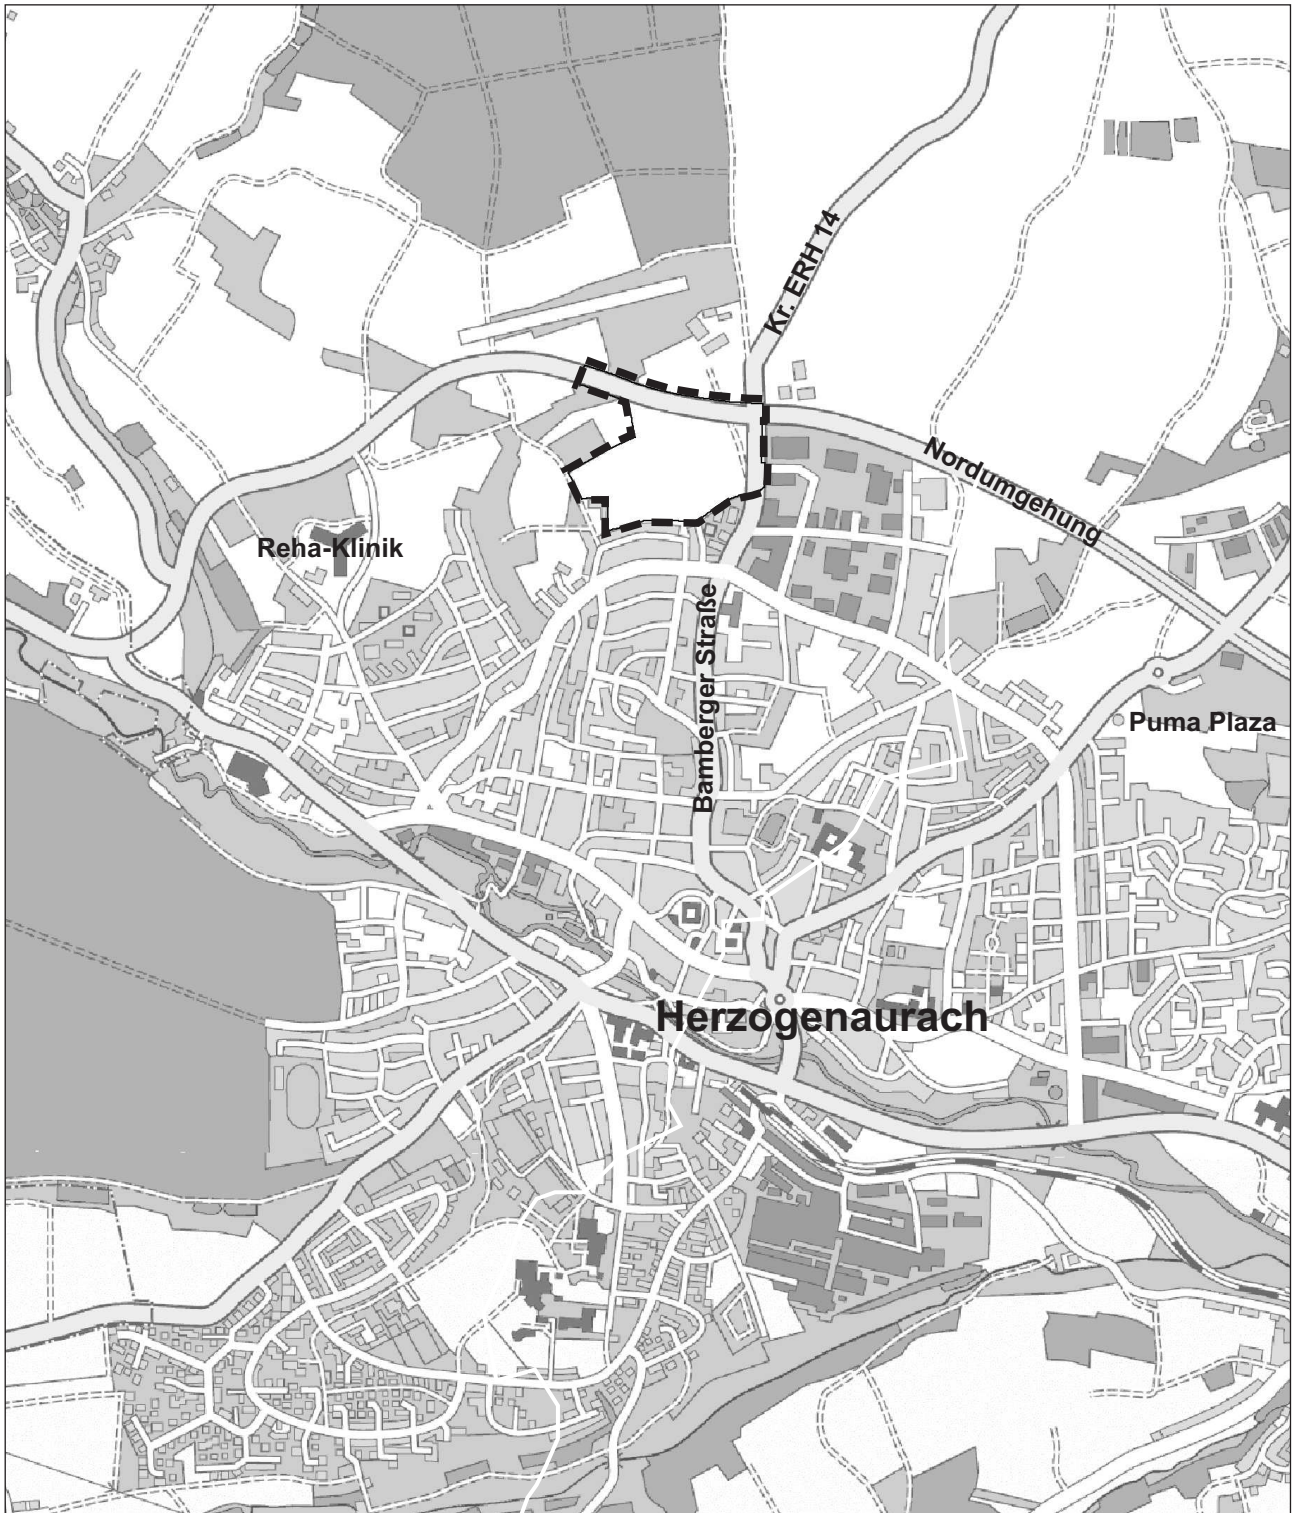 Kr. ERH 14
Nordumgehung
Reha-Klinik
Bamberger Straße
Puma Plaza
Herzogenaurach